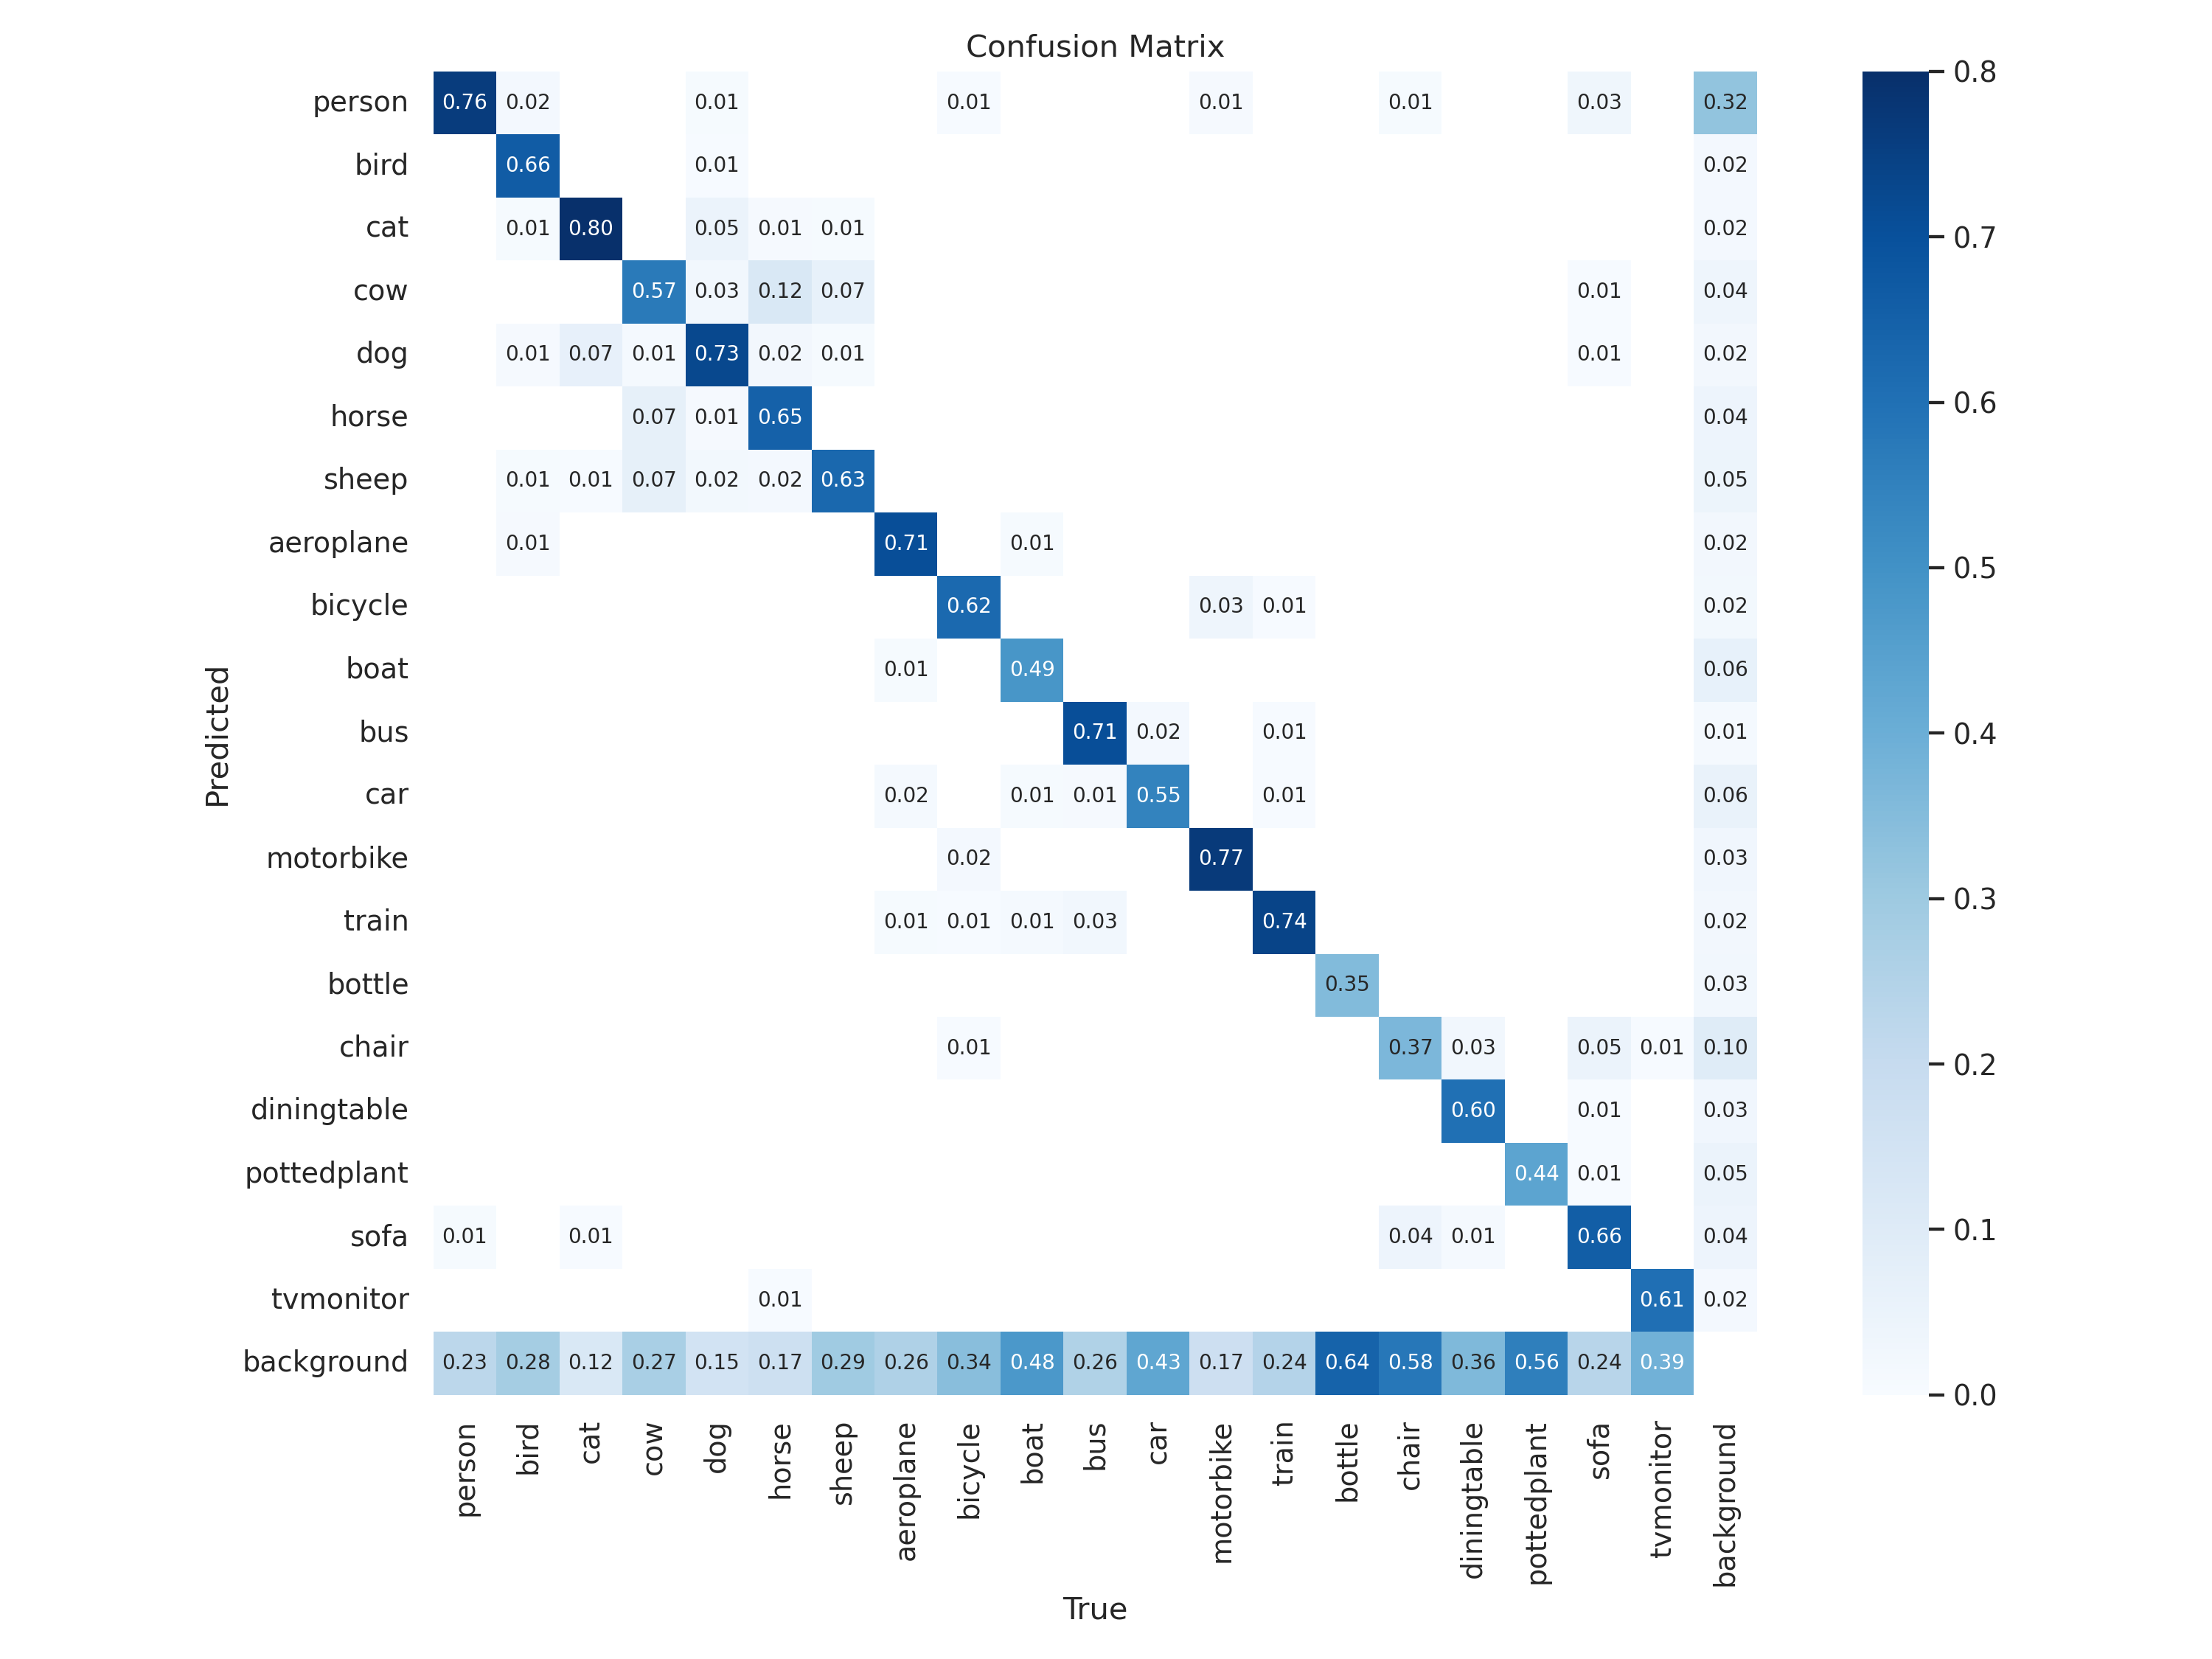 Confusion Matrix
person 0.76 0.02 0.01 0.01 0.01 0.01 0.03 0.32
bird 0.66 0.01 0.02
cat 0.01 0.80 0.05 0.01 0.01 0.02
cow 0.57 0.03 0.12 0.07 0.01 0.04
dog 0.01 0.07 0.01 0.73 0.02 0.01 0.01 0.02
horse 0.07 0.01 0.65 0.04
sheep 0.01 0.01 0.07 0.02 0.02 0.63 0.05
aeroplane 0.01 0.71 0.01 0.02
bicycle 0.62 0.03 0.01 0.02
boat 0.01 0.49 0.06
bus 0.71 0.02 0.01 0.01
car 0.02 0.01 0.01 0.55 0.01 0.06
motorbike 0.02 0.77 0.03
train 0.01 0.01 0.01 0.03 0.74 0.02
bottle 0.35 0.03
chair 0.01 0.37 0.03 0.05 0.01 0.10
diningtable 0.60 0.01 0.03
pottedplant 0.44 0.01 0.05
sofa 0.01 0.01 0.04 0.01 0.66 0.04
tvmonitor 0.01 0.61 0.02
background 0.23 0.28 0.12 0.27 0.15 0.17 0.29 0.26 0.34 0.48 0.26 0.43 0.17 0.24 0.64 0.58 0.36 0.56 0.24 0.39
Predicted
person
bird
cat
cow
dog
horse
sheep
aeroplane
bicycle
boat
bus
car
motorbike
train
bottle
chair
diningtable
pottedplant
sofa
tvmonitor
background
True
0.8
0.7
0.6
0.5
0.4
0.3
0.2
0.1
0.0